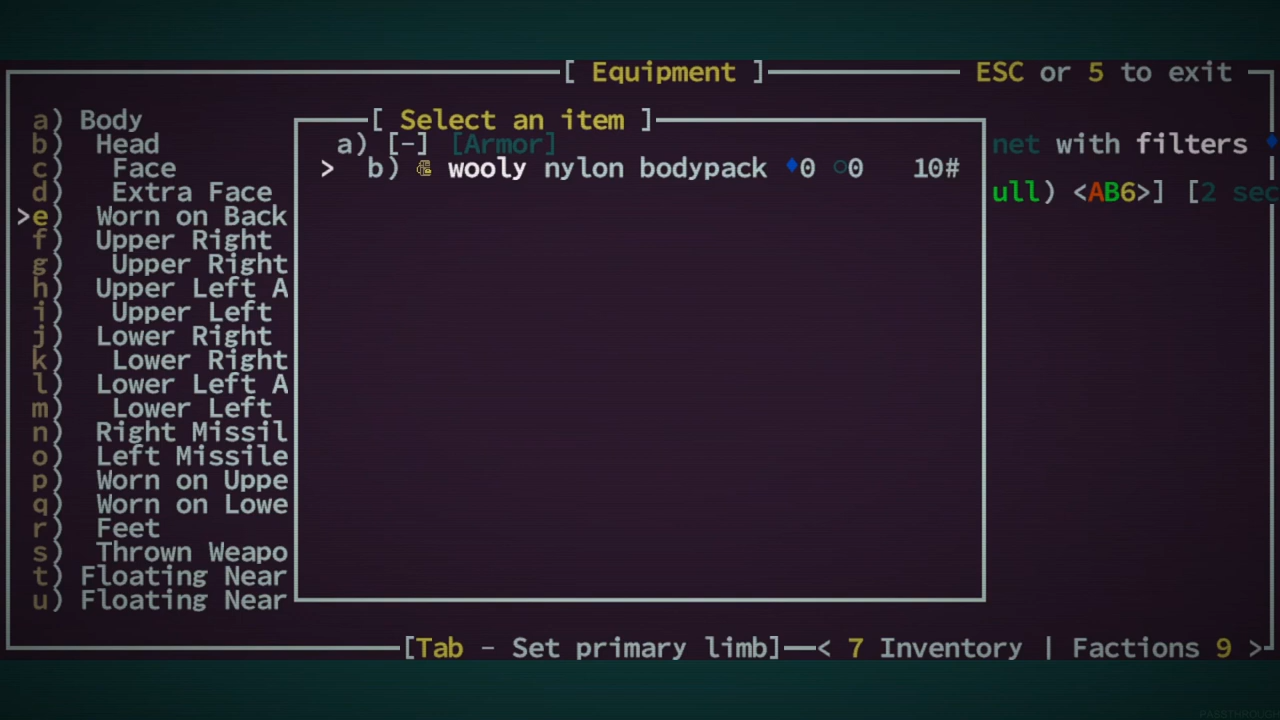 [ Equipment ] ESC or 5 to exit
[ Select an item ]
a) Body
b) Head
c) Face
d) Extra Face
>e) Worn on Back
f) Upper Right
g) Upper Right
h) Upper Left A
i) Upper Left
j) Lower Right
k) Lower Right
l) Lower Left A
m) Lower Left
n) Right Missil
o) Left Missile
p) Worn on Uppe
q) Worn on Lowe
r) Feet
s) Thrown Weapo
t) Floating Near
u) Floating Near
a) [-] [Armor]
> b) wooly nylon bodypack ♦0 ○0 10#
net with filters ♦
ull) <AB6>] [2 sec
[Tab - Set primary limb] < 7 Inventory | Factions 9 >